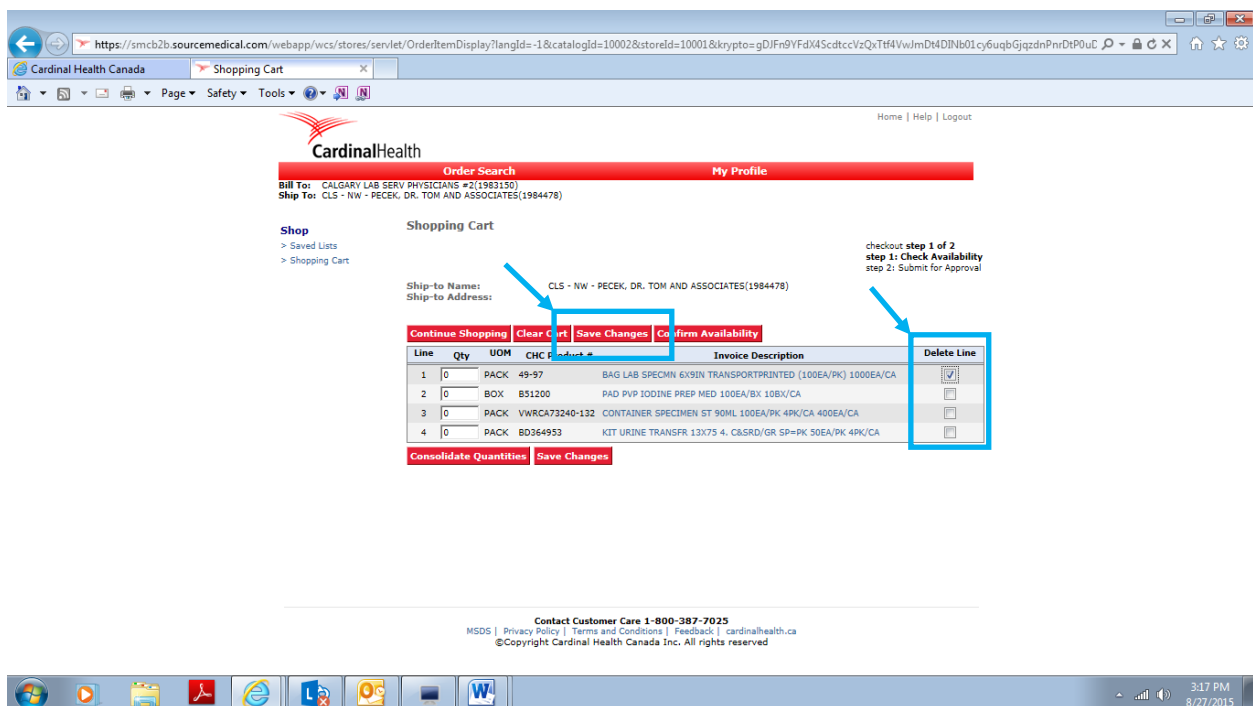 https://smcb2b.sourcemedical.com/webapp/wcs/stores/servlet/OrderItemDisplay?langId=-1&catalogId=10002&storeId=10001&krypto=gDJFn9YFdX4ScdtccVzQxTtf4VwJmDt4DINb01cy6uqbGjqzdnPnrDtP0uD
Cardinal Health Canada Shopping Cart
Page Safety Tools
Home | Help | Logout
CardinalHealth
Order Search My Profile
Bill To: CALGARY LAB SERV PHYSICIANS #2(1983150)
Ship To: CLS - NW - PECEK, DR. TOM AND ASSOCIATES(1984478)
Shop
> Saved Lists
> Shopping Cart
Shopping Cart
checkout step 1 of 2
step 1: Check Availability
step 2: Submit for Approval
Ship-to Name: CLS - NW - PECEK, DR. TOM AND ASSOCIATES(1984478)
Ship-to Address:
Continue Shopping Clear Cart Save Changes Confirm Availability
Line Qty UOM CHC Product # Invoice Description Delete Line
1 0 PACK 49-97 BAG LAB SPECMN 6X9IN TRANSPORTPRINTED (100EA/PK) 1000EA/CA
2 0 BOX B51200 PAD PVP IODINE PREP MED 100EA/BX 10BX/CA
3 0 PACK VWRCA73240-132 CONTAINER SPECIMEN ST 90ML 100EA/PK 4PK/CA 400EA/CA
4 0 PACK BD364953 KIT URINE TRANSFR 13X75 4. C&SRD/GR SP=PK 50EA/PK 4PK/CA
Consolidate Quantities Save Changes
Contact Customer Care 1-800-387-7025
MSDS | Privacy Policy | Terms and Conditions | Feedback | cardinalhealth.ca
©Copyright Cardinal Health Canada Inc. All rights reserved
3:17 PM
8/27/2015